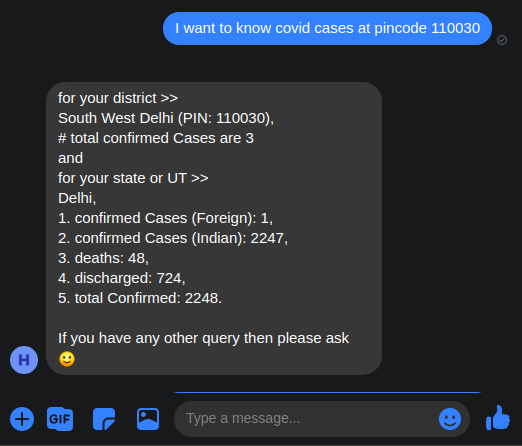 I want to know covid cases at pincode 110030
for your district >>
South West Delhi (PIN: 110030),
# total confirmed Cases are 3
and
for your state or UT >>
Delhi,
1. confirmed Cases (Foreign): 1,
2. confirmed Cases (Indian): 2247,
3. deaths: 48,
4. discharged: 724,
5. total Confirmed: 2248.
If you have any other query then please ask
🙂
H
GIF
Type a message...